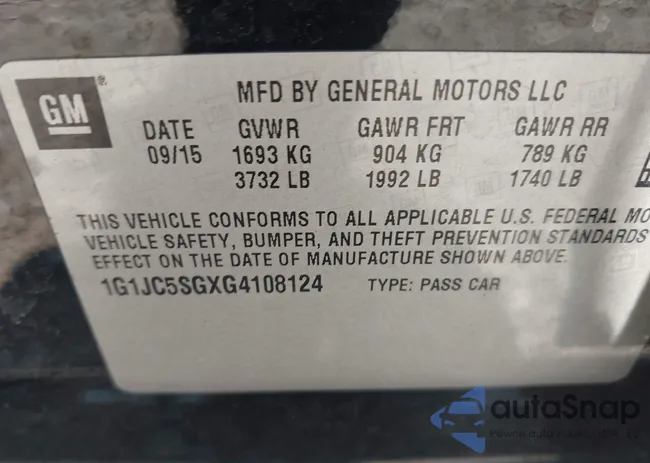 GM®
MFD BY GENERAL MOTORS LLC
DATE GVWR GAWR FRT GAWR RR
09/15 1693 KG 904 KG 789 KG
3732 LB 1992 LB 1740 LB
THIS VEHICLE CONFORMS TO ALL APPLICABLE U.S. FEDERAL MO
VEHICLE SAFETY, BUMPER, AND THEFT PREVENTION STANDARDS
EFFECT ON THE DATE OF MANUFACTURE SHOWN ABOVE.
1G1JC5SGXG4108124 TYPE: PASS CAR
autaSnap